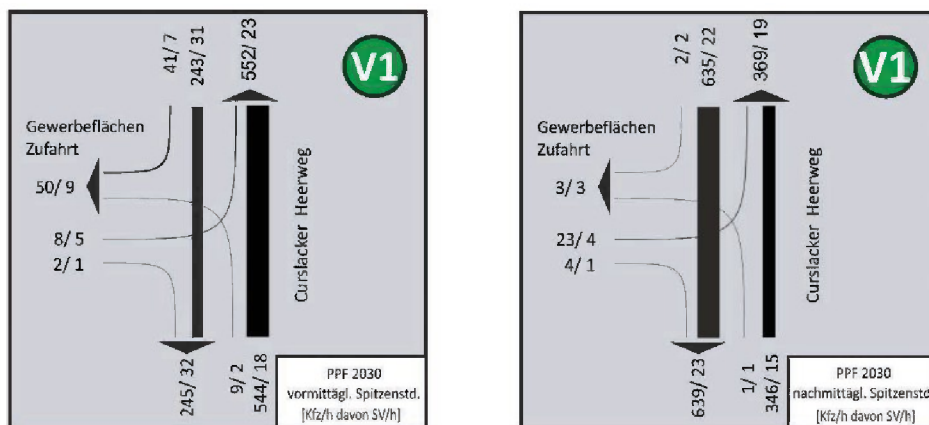 41/ 7
243/ 31
552/ 23
V1
Gewerbeflächen
Zufahrt
50/ 9
8/ 5
2/ 1
Curslacker Heerweg
245/ 32
9/ 2
544/ 18
PPF 2030
vormittägl. Spitzenstd.
[Kfz/h davon SV/h]
2/ 2
635/ 22
369/ 19
V1
Gewerbeflächen
Zufahrt
3/ 3
23/ 4
4/ 1
Curslacker Heerweg
639/ 23
1/ 1
346/ 15
PPF 2030
nachmittägl. Spitzenstd
[Kfz/h davon SV/h]